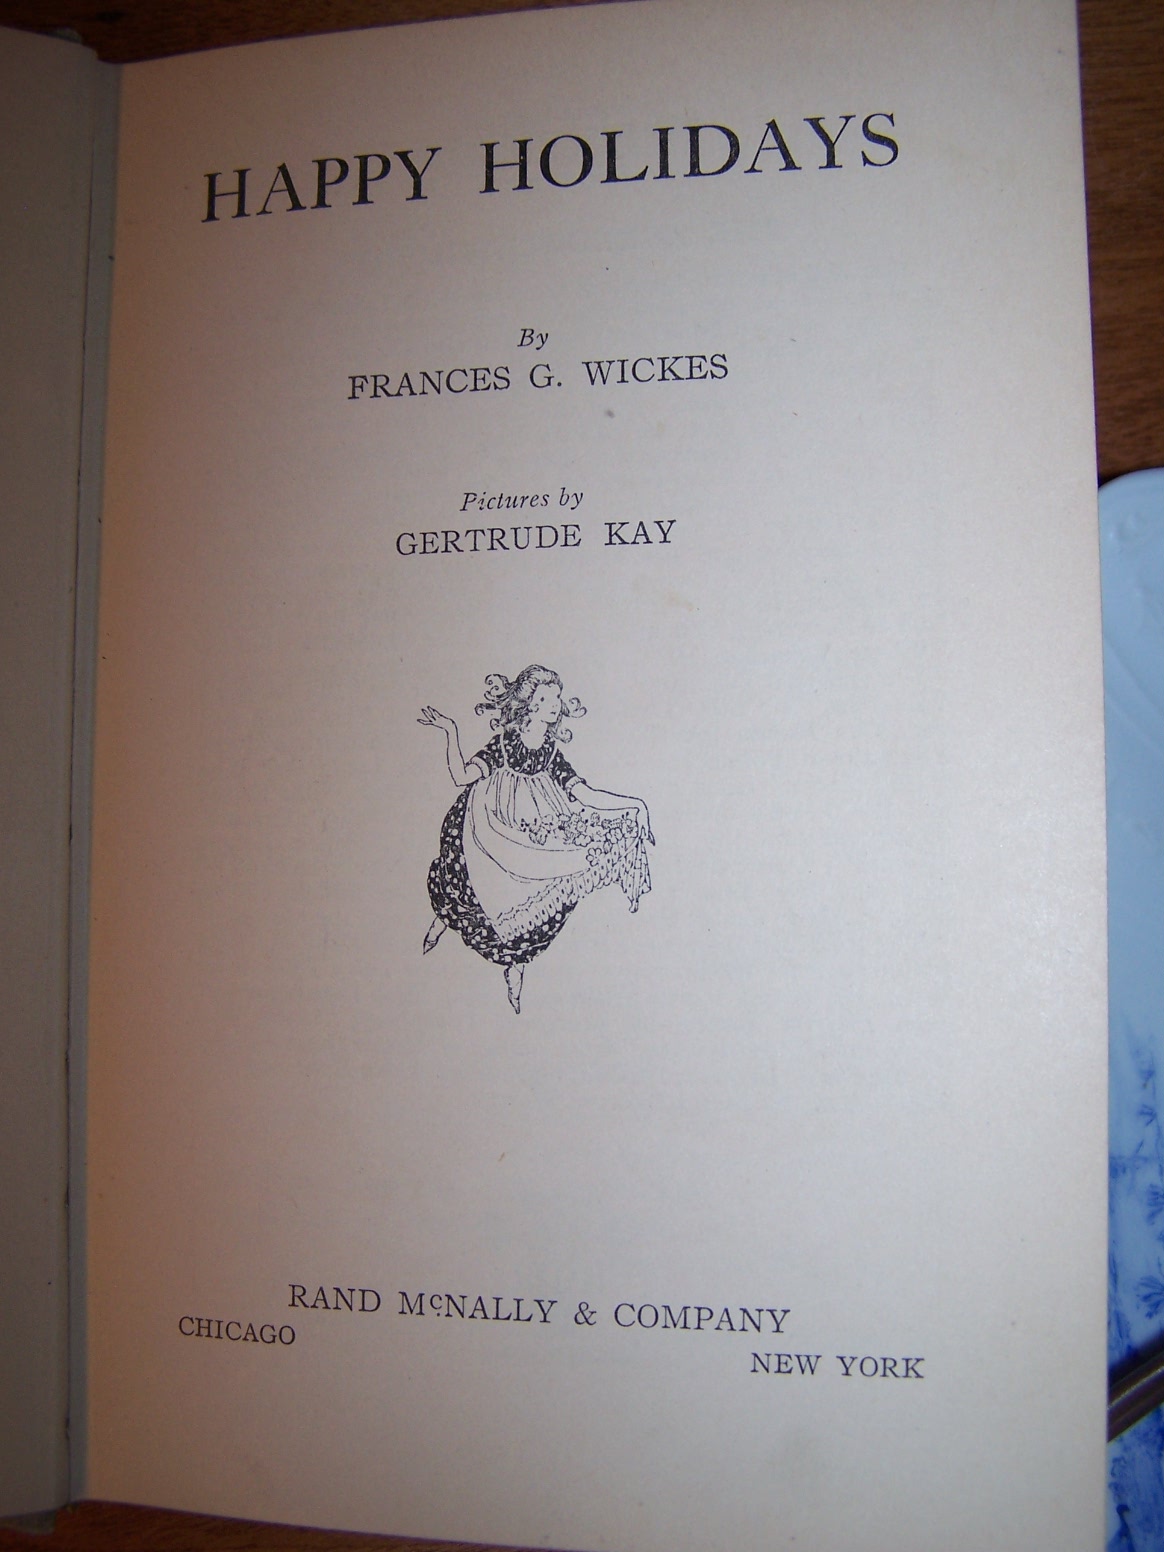 HAPPY HOLIDAYS
By
FRANCES G. WICKES
Pictures by
GERTRUDE KAY
RAND McNALLY & COMPANY
CHICAGO
NEW YORK